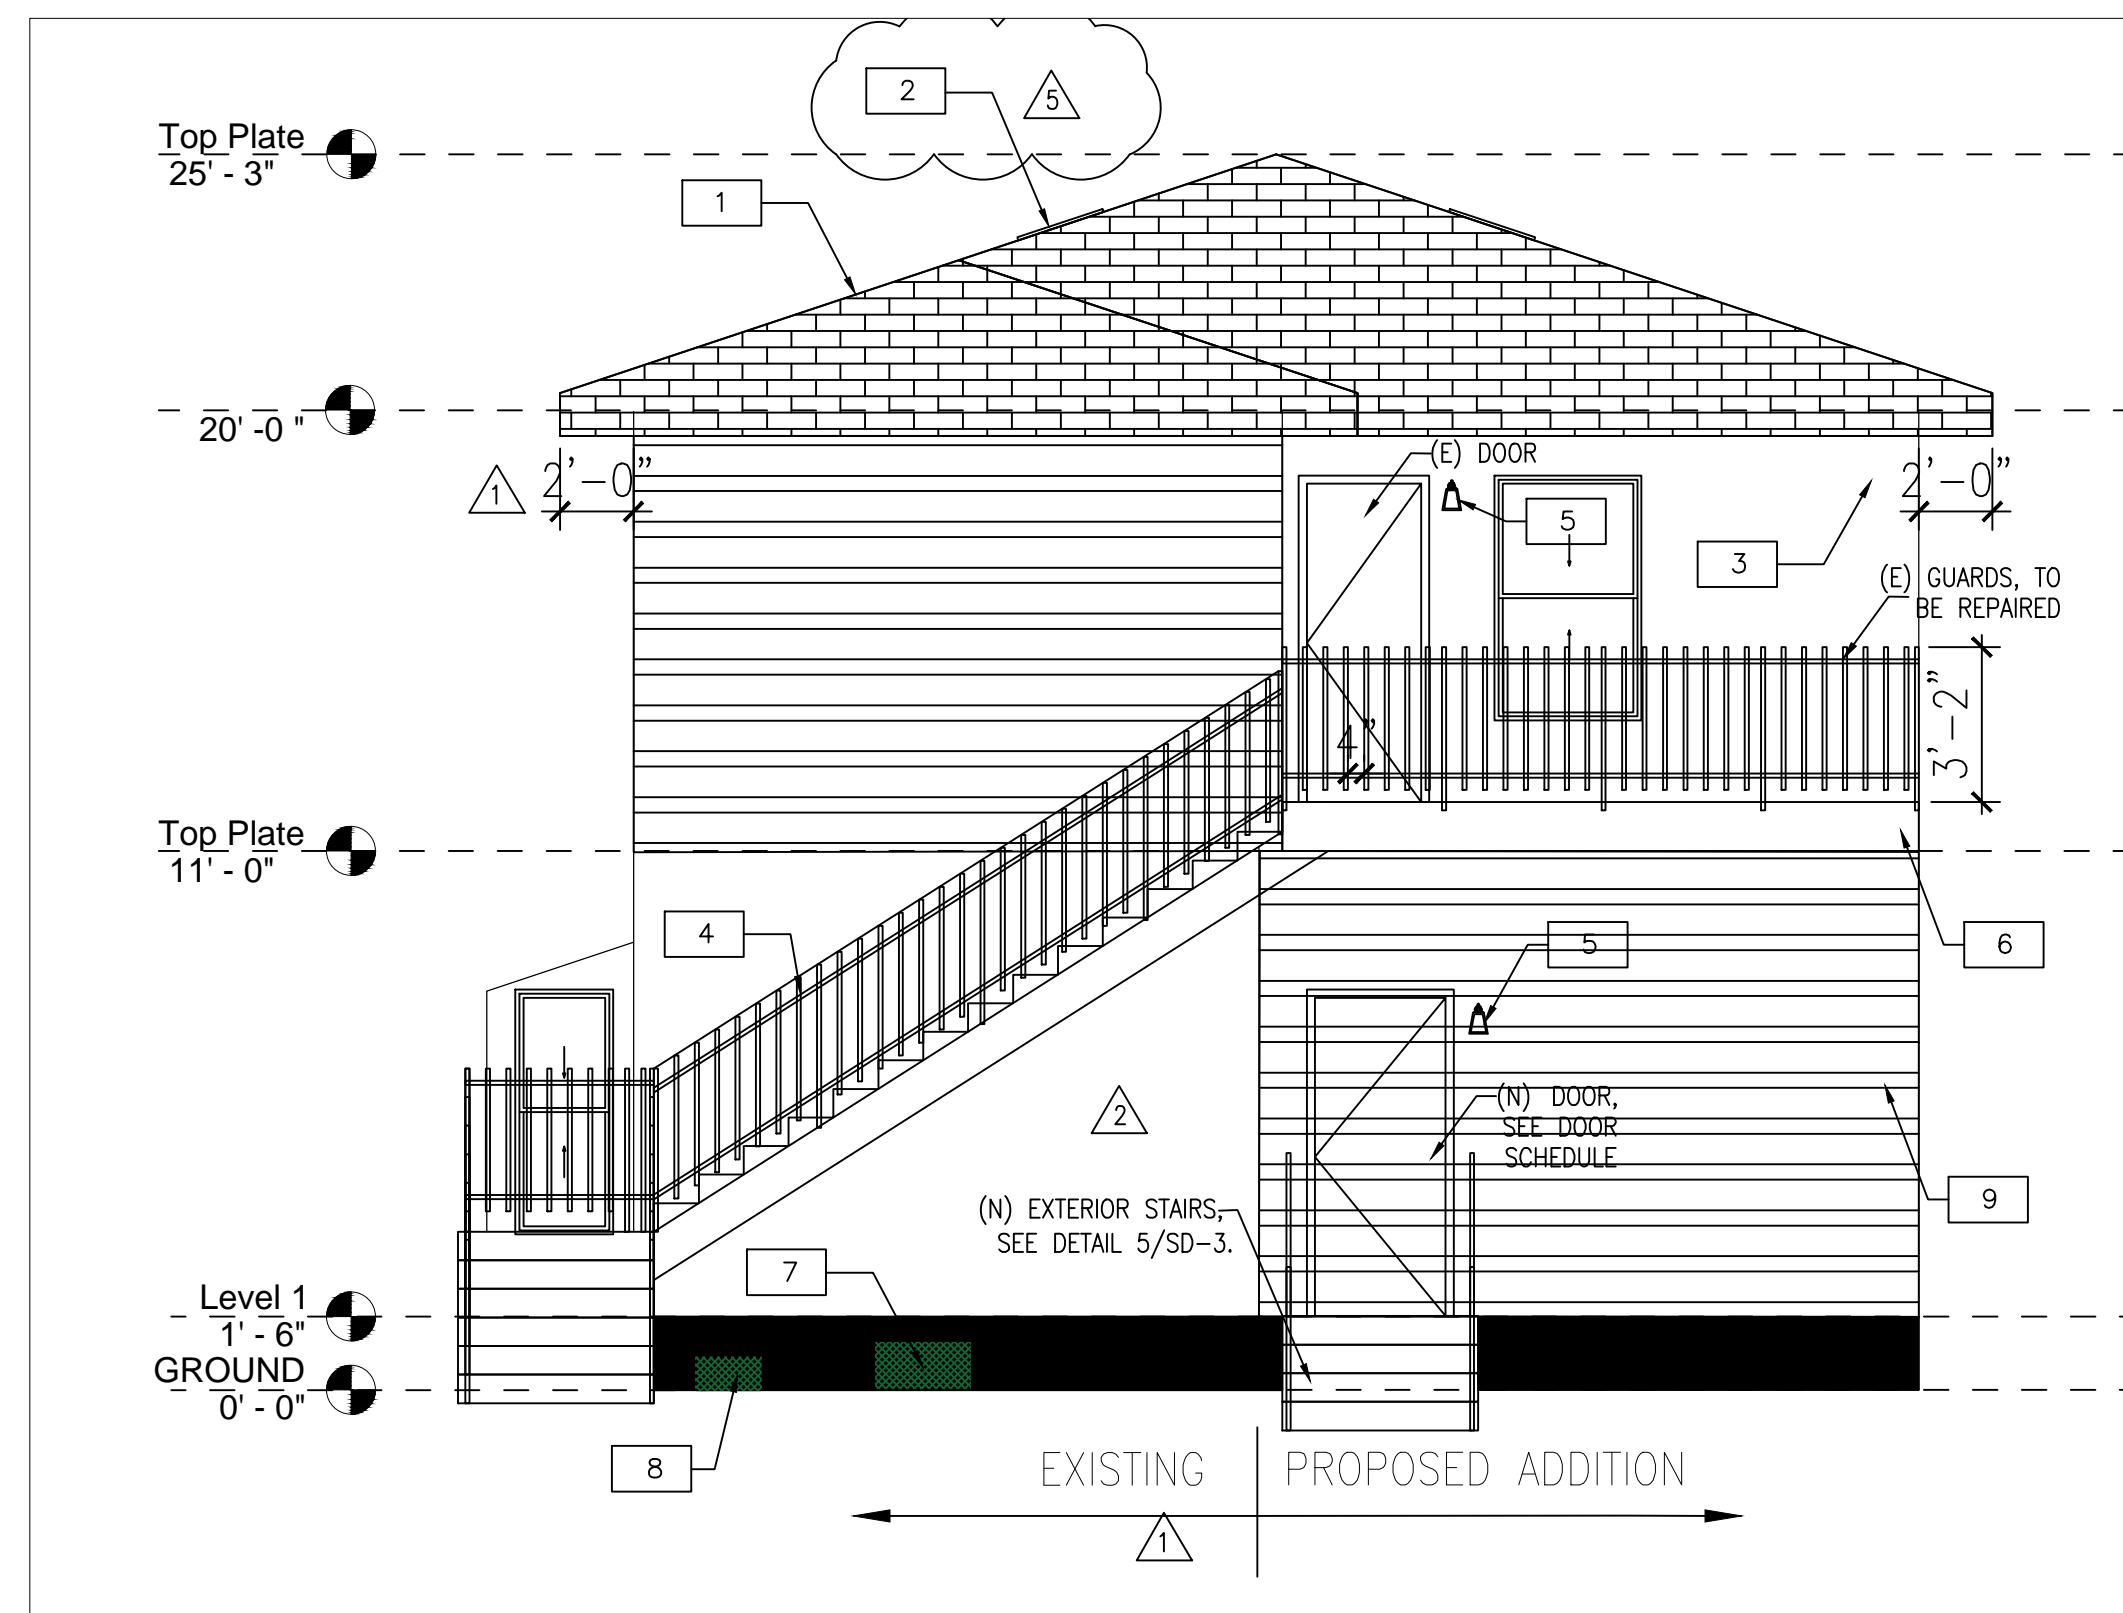 2
5
Top Plate
25' - 3"
1
20' -0 "
(E) DOOR
1
2'-0"
5
2'-0"
3
(E) GUARDS, TO
BE REPAIRED
3'-2"
4"
Top Plate
11' - 0"
4
5
6
2
(N) DOOR,
SEE DOOR
SCHEDULE
9
(N) EXTERIOR STAIRS,
SEE DETAIL 5/SD-3.
7
Level 1
1' - 6"
GROUND
0' - 0"
8
EXISTING
PROPOSED ADDITION
1